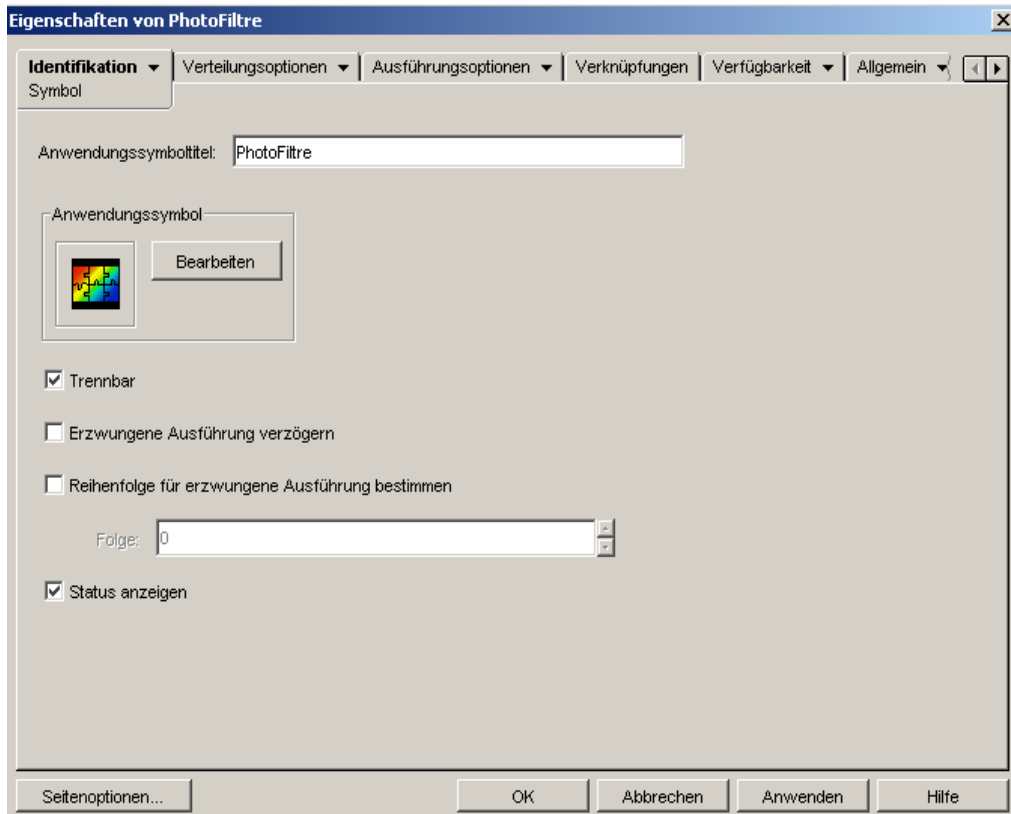 Eigenschaften von PhotoFiltre
Identifikation Verteilungsoptionen Ausführungsoptionen Verknüpfungen Verfügbarkeit Allgemein
Symbol
Anwendungssymboltitel: PhotoFiltre
Anwendungssymbol
Bearbeiten
Trennbar
Erzwungene Ausführung verzögern
Reihenfolge für erzwungene Ausführung bestimmen
Folge: 0
Status anzeigen
Seitenoptionen... OK Abbrechen Anwenden Hilfe